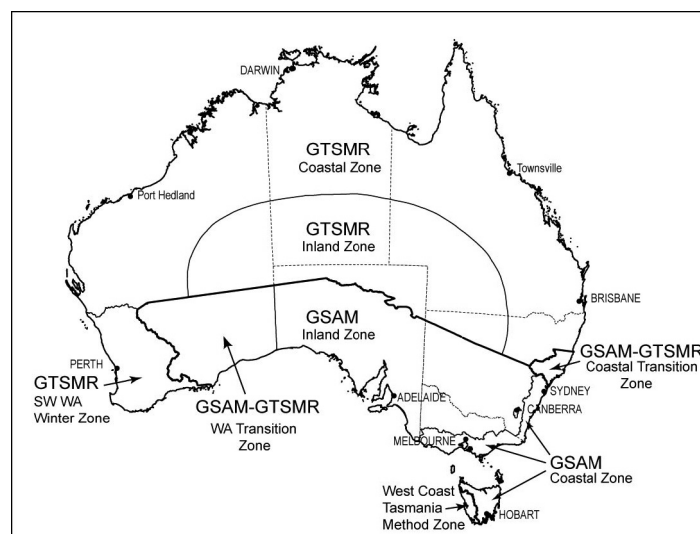 DARWIN
GTSMR
Coastal Zone
Townsville
Port Hedland
GTSMR
Inland Zone
BRISBANE
GSAM
Inland Zone
GSAM-GTSMR
Coastal Transition
Zone
PERTH
GTSMR
SW WA
Winter Zone
GSAM-GTSMR
WA Transition
Zone
ADELAIDE
SYDNEY
CANBERRA
MELBOURNE
GSAM
Coastal Zone
West Coast
Tasmania
Method Zone
HOBART